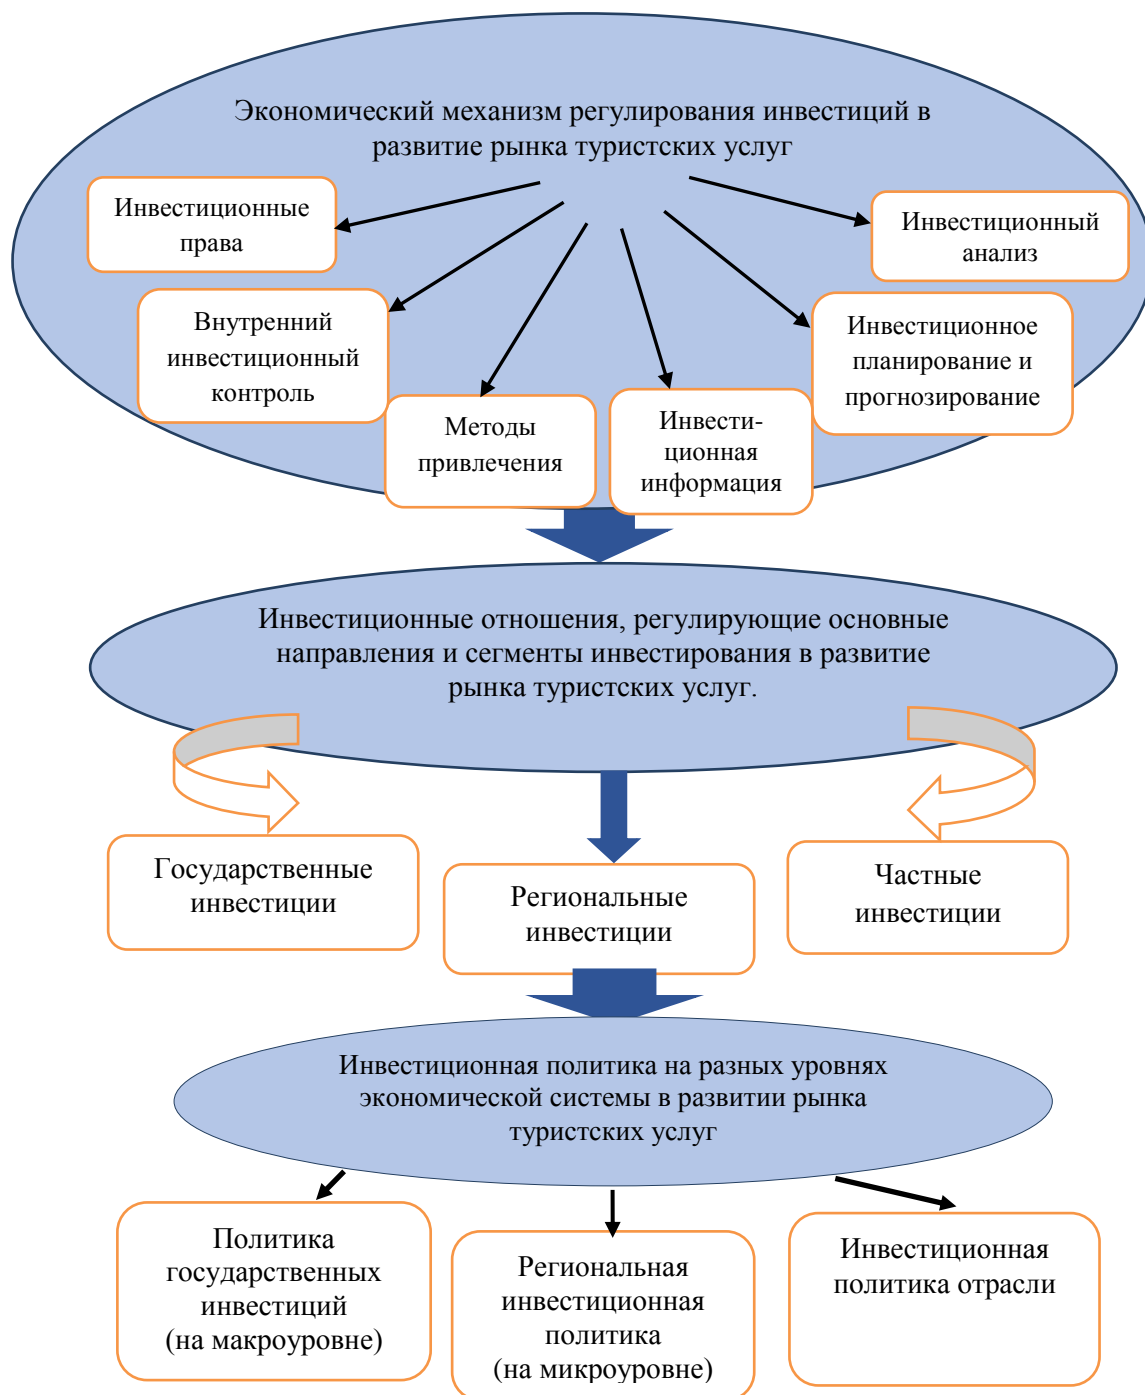 Экономический механизм регулирования инвестиций в
развитие рынка туристских услуг
Инвестиционные
права
Инвестиционный
анализ
Внутренний
инвестиционный
контроль
Инвестиционное
планирование и
прогнозирование
Методы
привлечения
Инвести-
ционная
информация
Инвестиционные отношения, регулирующие основные
направления и сегменты инвестирования в развитие
рынка туристских услуг.
Государственные
инвестиции
Региональные
инвестиции
Частные
инвестиции
Инвестиционная политика на разных уровнях
экономической системы в развитии рынка
туристских услуг
Политика
государственных
инвестиций
(на макроуровне)
Региональная
инвестиционная
политика
(на микроуровне)
Инвестиционная
политика отрасли